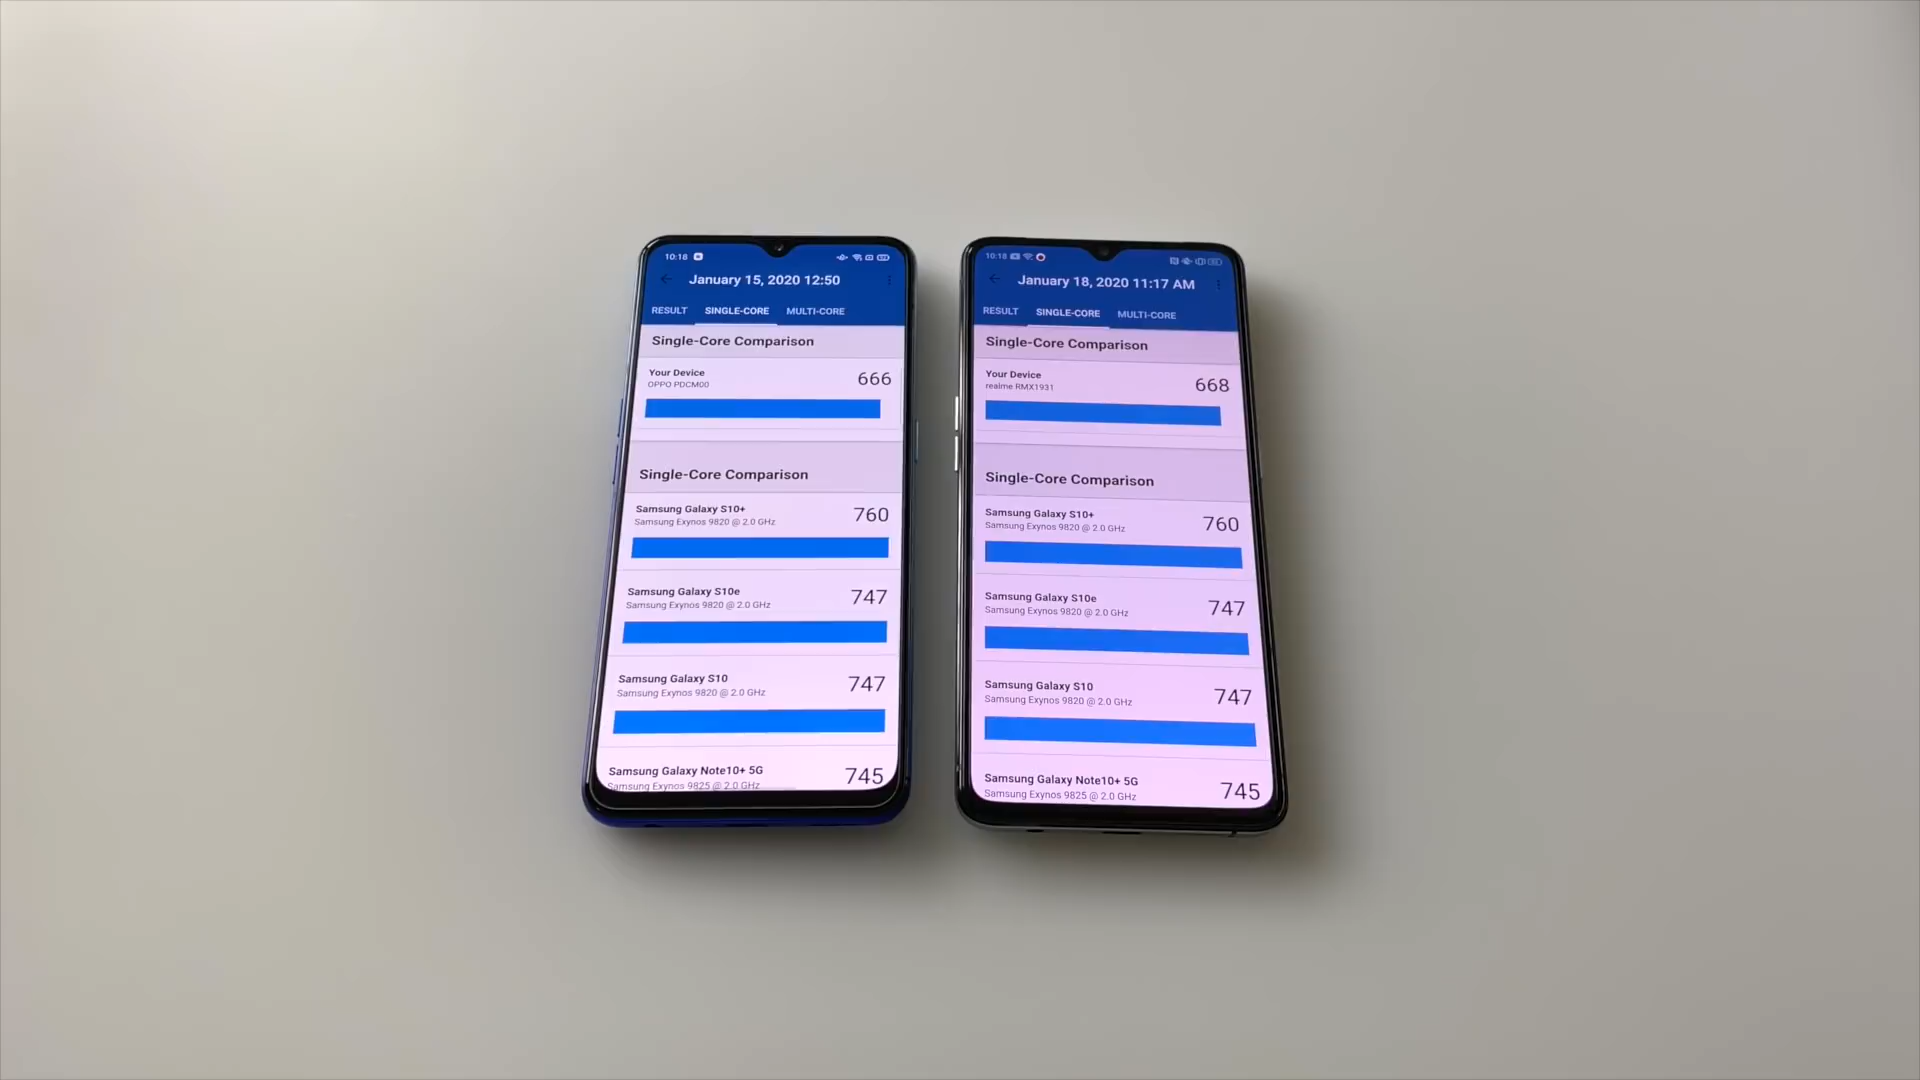 10:18
January 15, 2020 12:50
RESULT SINGLE-CORE MULTI-CORE
Single-Core Comparison
Your Device
OPPO PDCM00
666
Single-Core Comparison
Samsung Galaxy S10+
Samsung Exynos 9820 @ 2.0 GHz
760
Samsung Galaxy S10e
Samsung Exynos 9820 @ 2.0 GHz
747
Samsung Galaxy S10
Samsung Exynos 9820 @ 2.0 GHz
747
Samsung Galaxy Note10+ 5G
Samsung Exynos 9825 @ 2.0 GHz
745
10:18
January 18, 2020 11:17 AM
RESULT SINGLE-CORE MULTI-CORE
Single-Core Comparison
Your Device
realme RMX1931
668
Single-Core Comparison
Samsung Galaxy S10+
Samsung Exynos 9820 @ 2.0 GHz
760
Samsung Galaxy S10e
Samsung Exynos 9820 @ 2.0 GHz
747
Samsung Galaxy S10
Samsung Exynos 9820 @ 2.0 GHz
747
Samsung Galaxy Note10+ 5G
Samsung Exynos 9825 @ 2.0 GHz
745